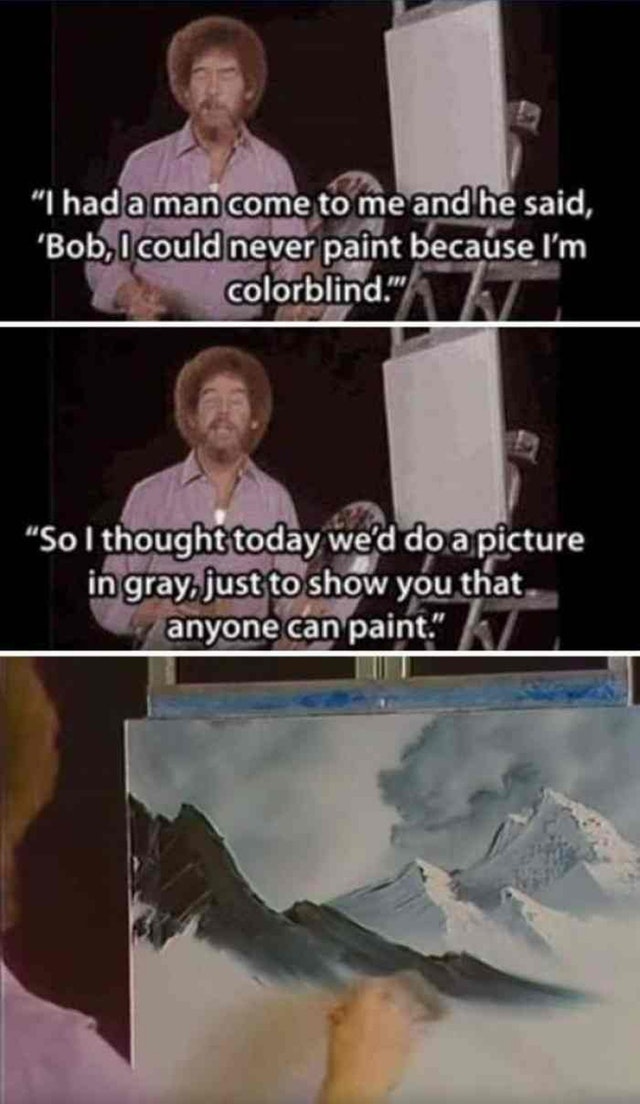 “I had a man come to me and he said,
‘Bob, I could never paint because I’m
colorblind.’”
“So I thought today we’d do a picture
in gray, just to show you that
anyone can paint.”